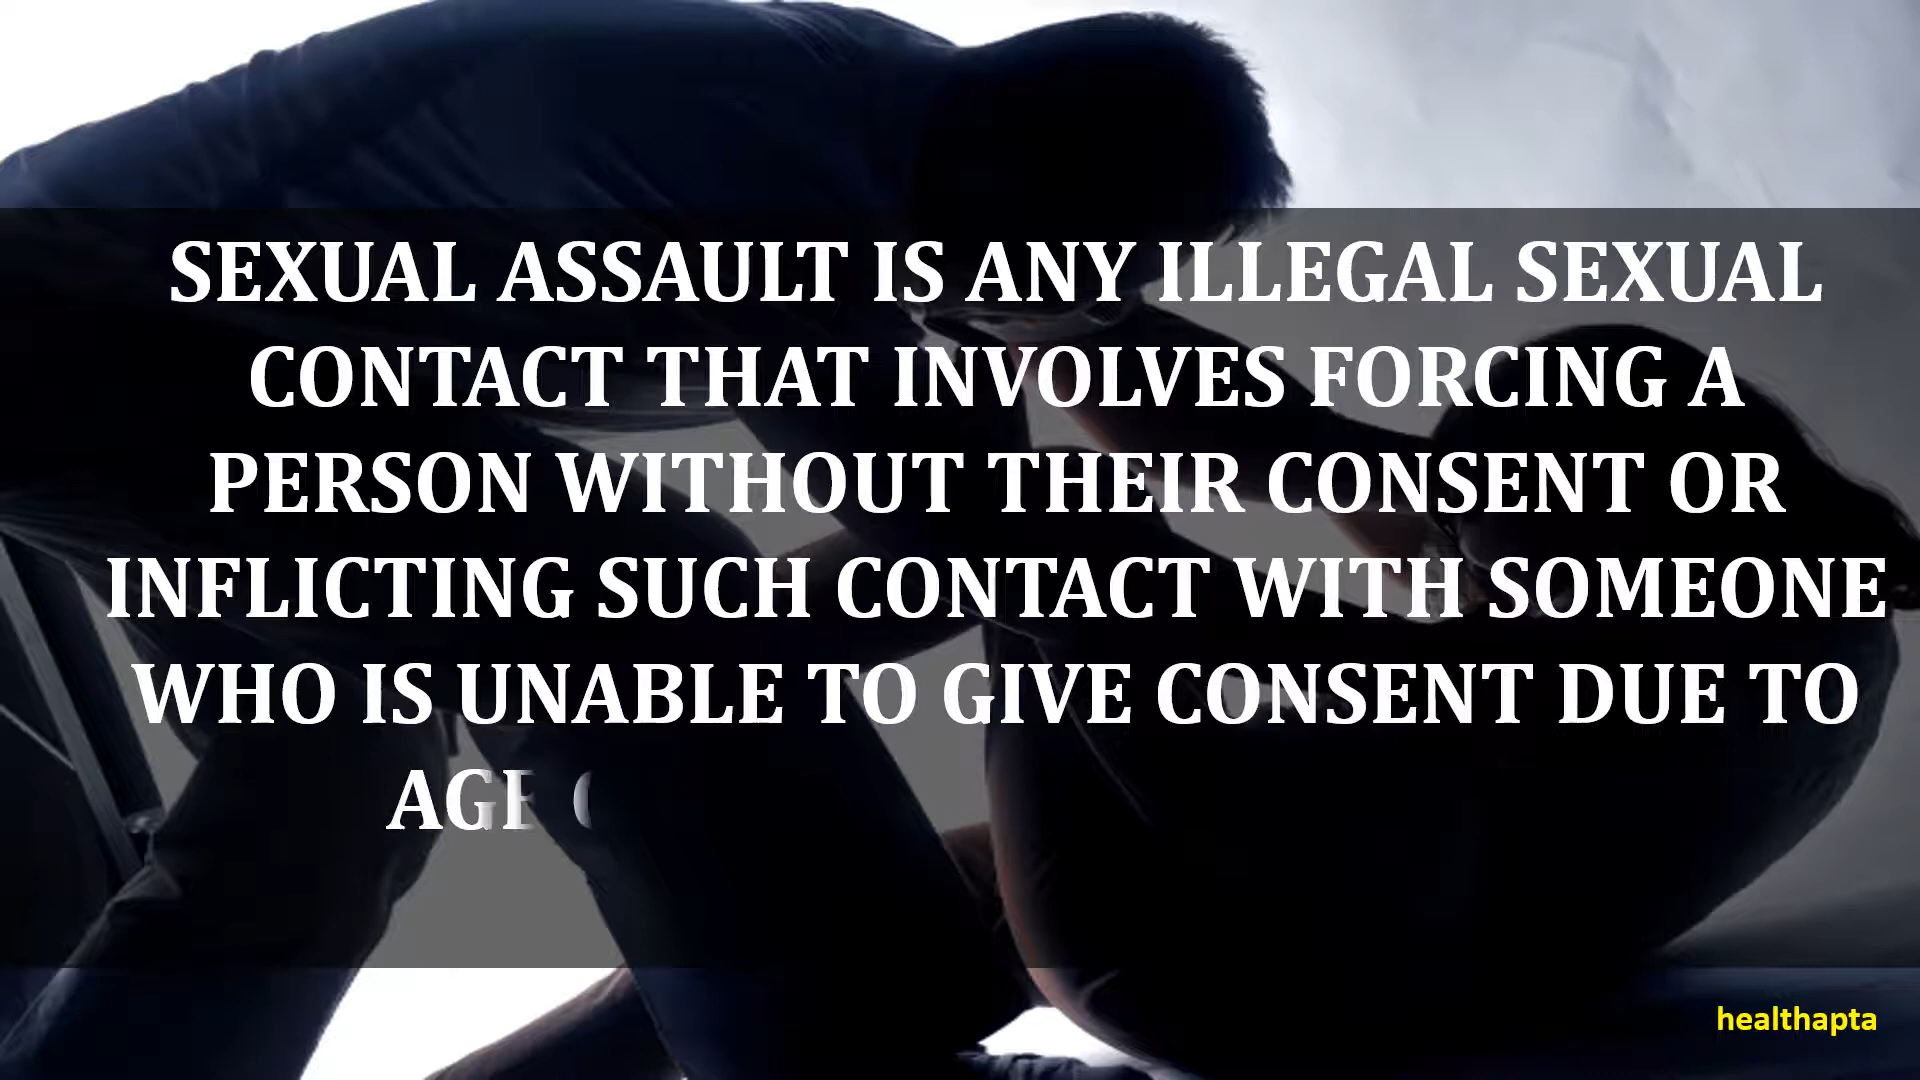 SEXUAL ASSAULT IS ANY ILLEGAL SEXUAL
CONTACT THAT INVOLVES FORCING A
PERSON WITHOUT THEIR CONSENT OR
INFLICTING SUCH CONTACT WITH SOMEONE
WHO IS UNABLE TO GIVE CONSENT DUE TO
AGE
healthapta